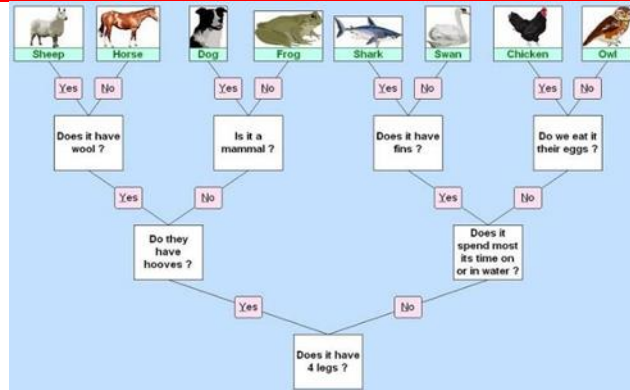 Sheep Horse Dog Frog Shark Swan Chicken Owl
Yes No Yes No Yes No Yes No
Does it have
wool ?
Is it a
mammal ?
Does it have
fins ?
Do we eat it
their eggs ?
Yes No Yes No
Do they
have
hooves ?
Does it
spend most
its time on
or in water ?
Yes No
Does it have
4 legs ?